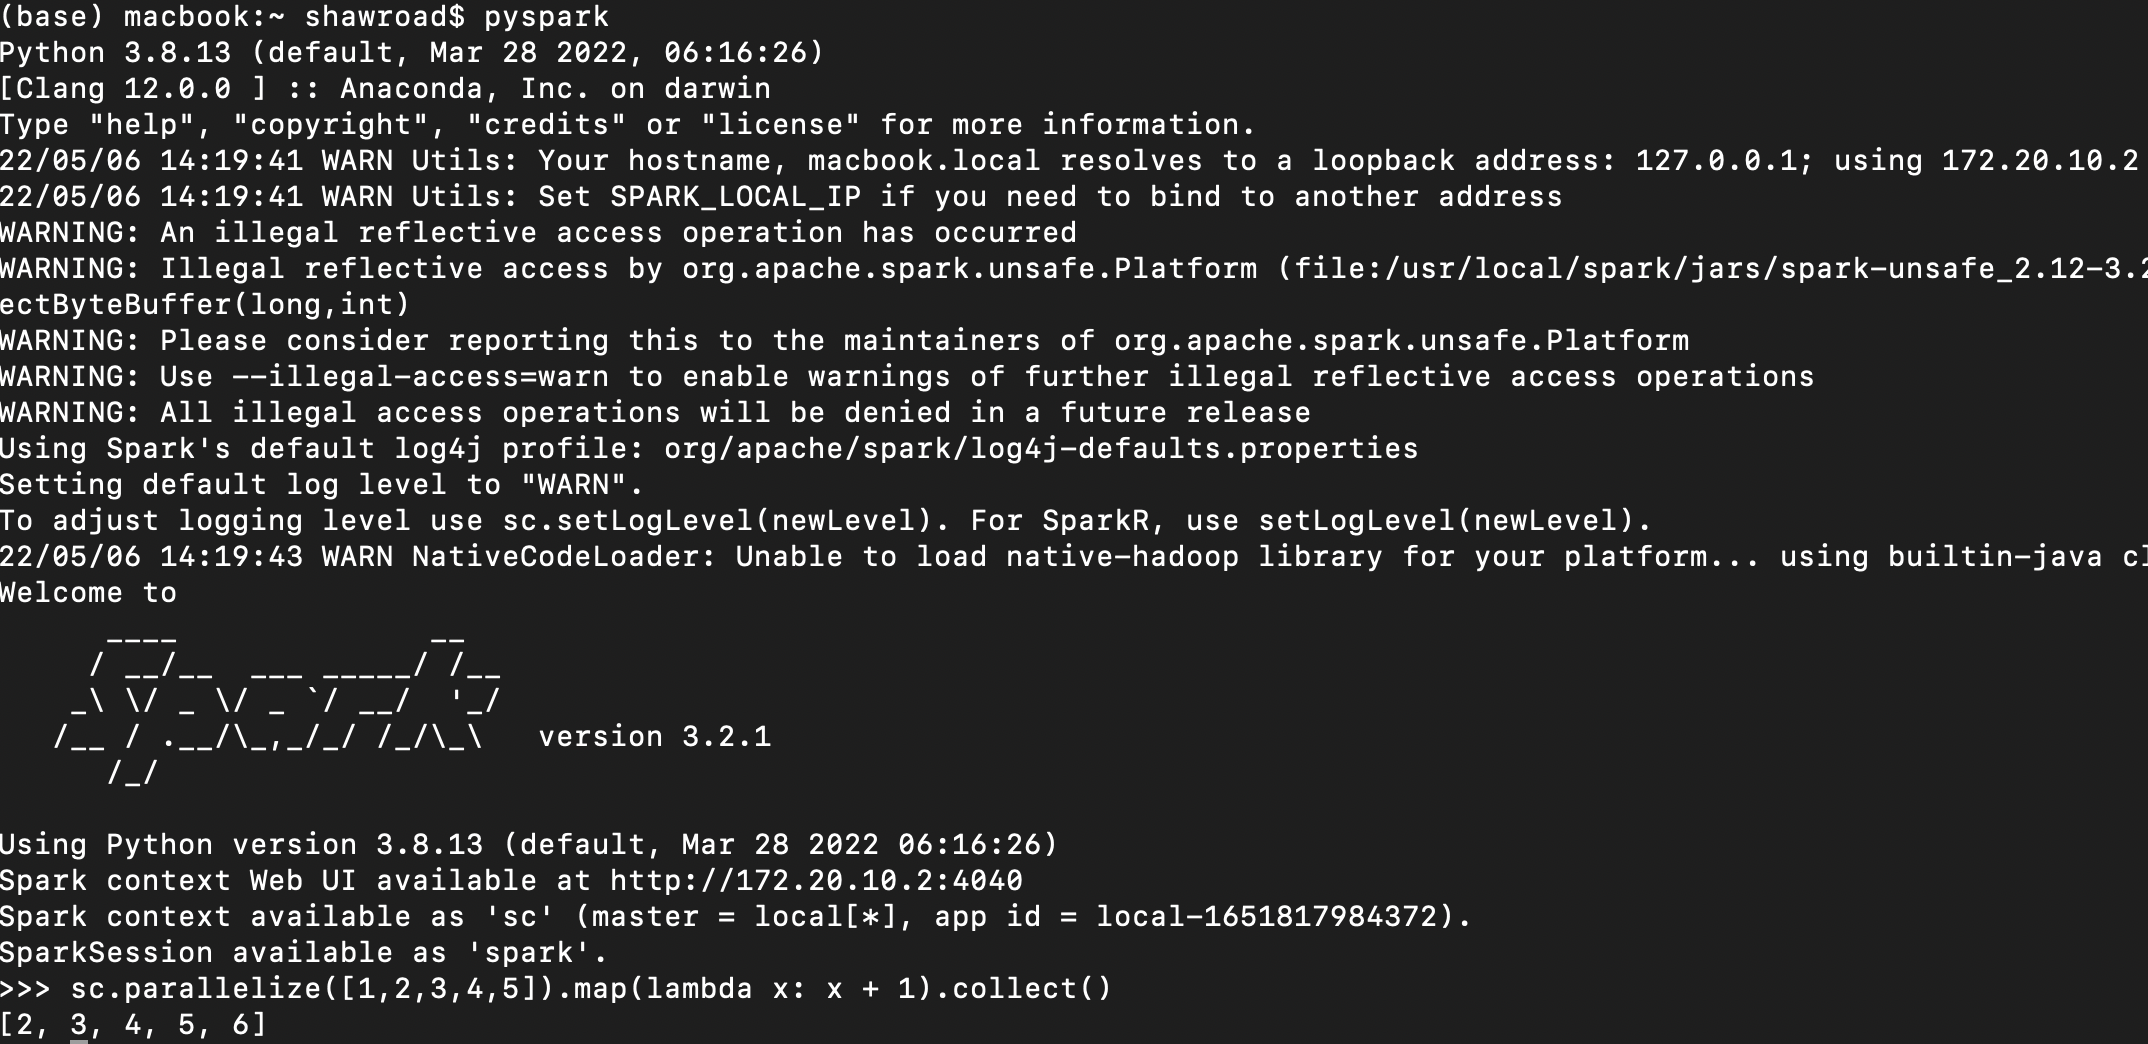 (base) macbook:~ shawroad$ pyspark
Python 3.8.13 (default, Mar 28 2022, 06:16:26)
[Clang 12.0.0 ] :: Anaconda, Inc. on darwin
Type "help", "copyright", "credits" or "license" for more information.
22/05/06 14:19:41 WARN Utils: Your hostname, macbook.local resolves to a loopback address: 127.0.0.1; using 172.20.10.2
22/05/06 14:19:41 WARN Utils: Set SPARK_LOCAL_IP if you need to bind to another address
WARNING: An illegal reflective access operation has occurred
WARNING: Illegal reflective access by org.apache.spark.unsafe.Platform (file:/usr/local/spark/jars/spark-unsafe_2.12-3.2
ectByteBuffer(long,int)
WARNING: Please consider reporting this to the maintainers of org.apache.spark.unsafe.Platform
WARNING: Use --illegal-access=warn to enable warnings of further illegal reflective access operations
WARNING: All illegal access operations will be denied in a future release
Using Spark's default log4j profile: org/apache/spark/log4j-defaults.properties
Setting default log level to "WARN".
To adjust logging level use sc.setLogLevel(newLevel). For SparkR, use setLogLevel(newLevel).
22/05/06 14:19:43 WARN NativeCodeLoader: Unable to load native-hadoop library for your platform... using builtin-java cl
Welcome to
      ____              __
     / __/__  ___ _____/ /__
    _\ \/ _ \/ _ `/ __/  '_/
   /__ / .__/\_,_/_/ /_/\_\   version 3.2.1
      /_/
Using Python version 3.8.13 (default, Mar 28 2022 06:16:26)
Spark context Web UI available at http://172.20.10.2:4040
Spark context available as 'sc' (master = local[*], app id = local-1651817984372).
SparkSession available as 'spark'.
>>> sc.parallelize([1,2,3,4,5]).map(lambda x: x + 1).collect()
[2, 3, 4, 5, 6]